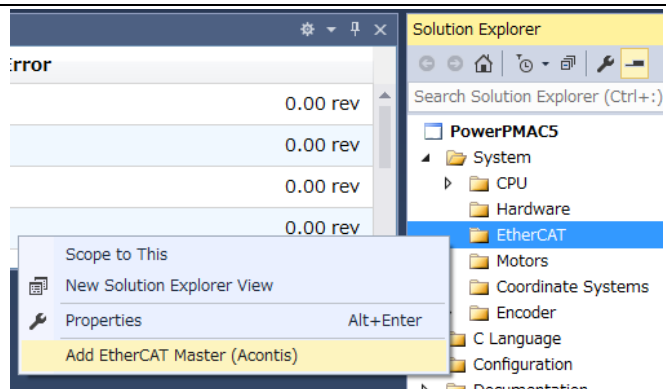 Error
0.00 rev
0.00 rev
0.00 rev
0.00 rev
Scope to This
New Solution Explorer View
Properties Alt+Enter
Add EtherCAT Master (Acontis)
Solution Explorer
Search Solution Explorer (Ctrl+:)
PowerPMAC5
System
CPU
Hardware
EtherCAT
Motors
Coordinate Systems
Encoder
C Language
Configuration
Documentation